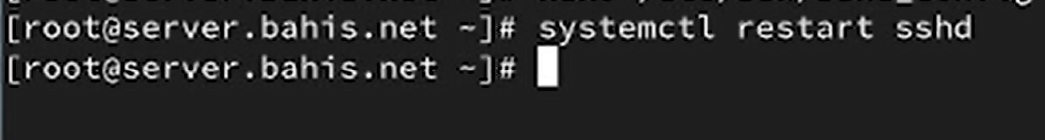 [root@server.bahis.net ~]# systemctl restart sshd
[root@server.bahis.net ~]#